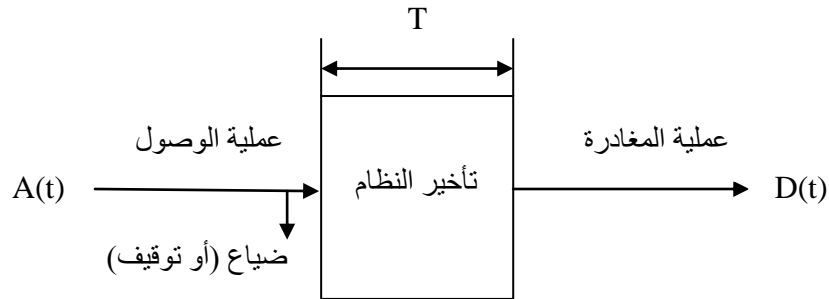 T
عملية الوصول
عملية المغادرة
تأخير النظام
A(t)
D(t)
ضياع (أو توقيف)